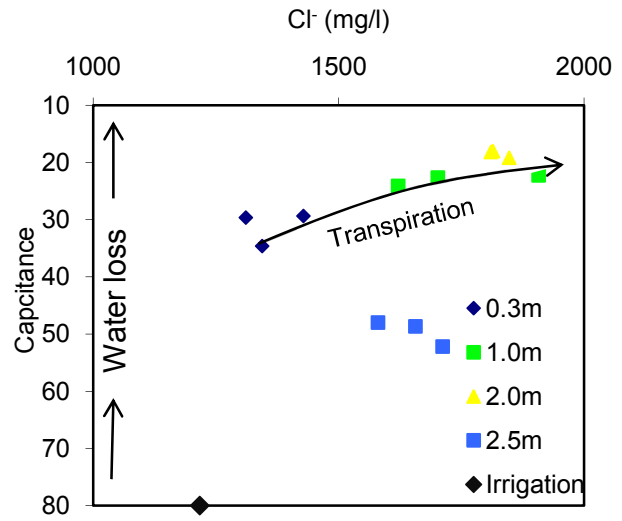 Cl⁻ (mg/l)
1000 1500 2000
10
20
30
40
50
60
70
80
Capcitance
Water loss
Transpiration
0.3m
1.0m
2.0m
2.5m
Irrigation